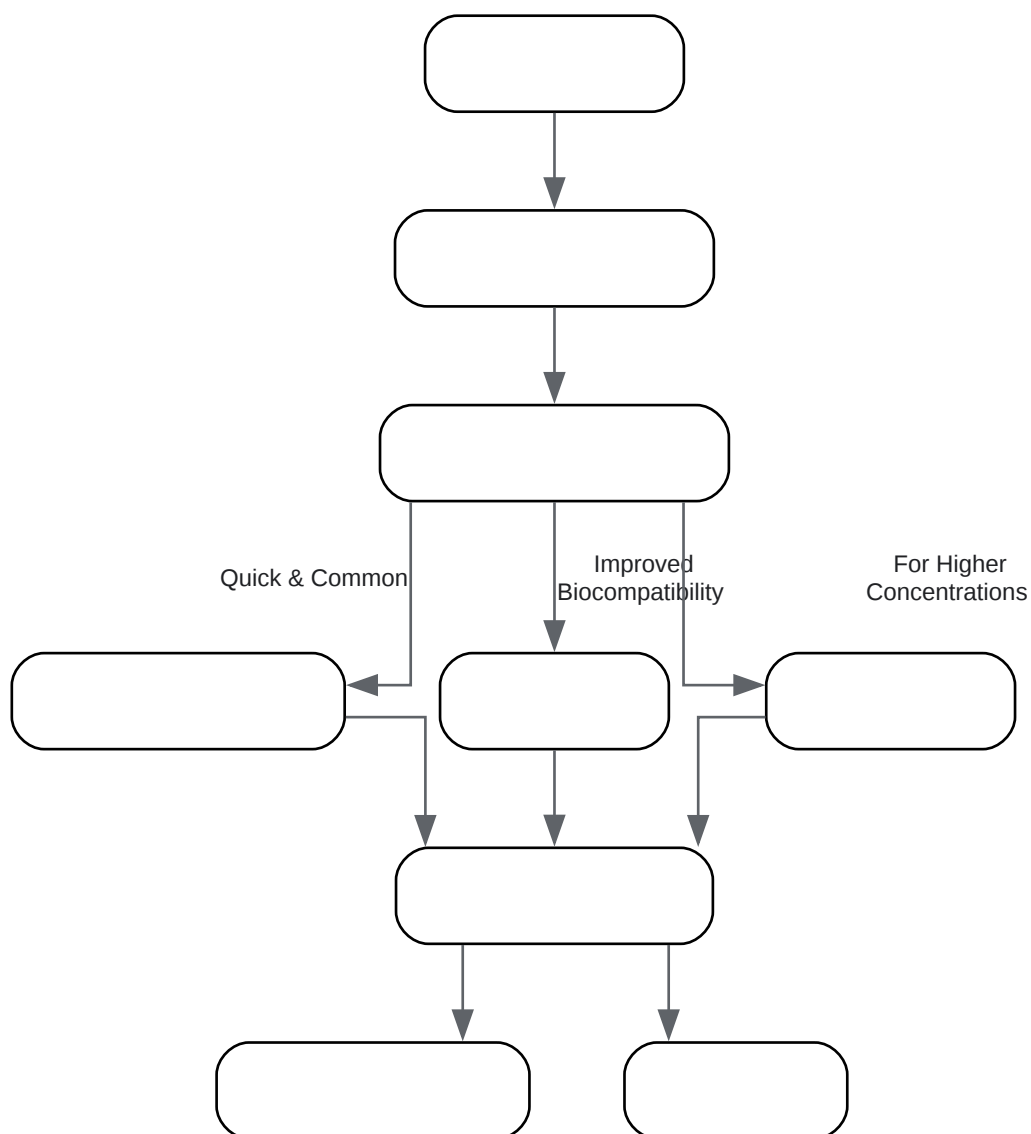 Quick & Common
Improved
Biocompatibility
For Higher
Concentrations